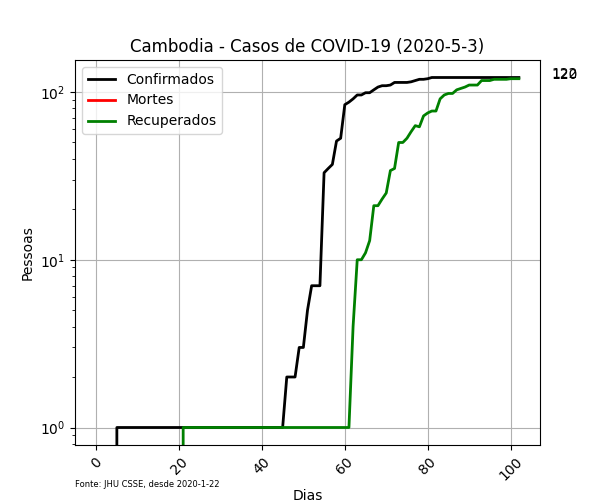 Cambodia - Casos de COVID-19 (2020-5-3)
Confirmados
Mortes
Recuperados
122
120
10²
10¹
10⁰
Pessoas
0 20 40 60 80 100
Fonte: JHU CSSE, desde 2020-1-22
Dias